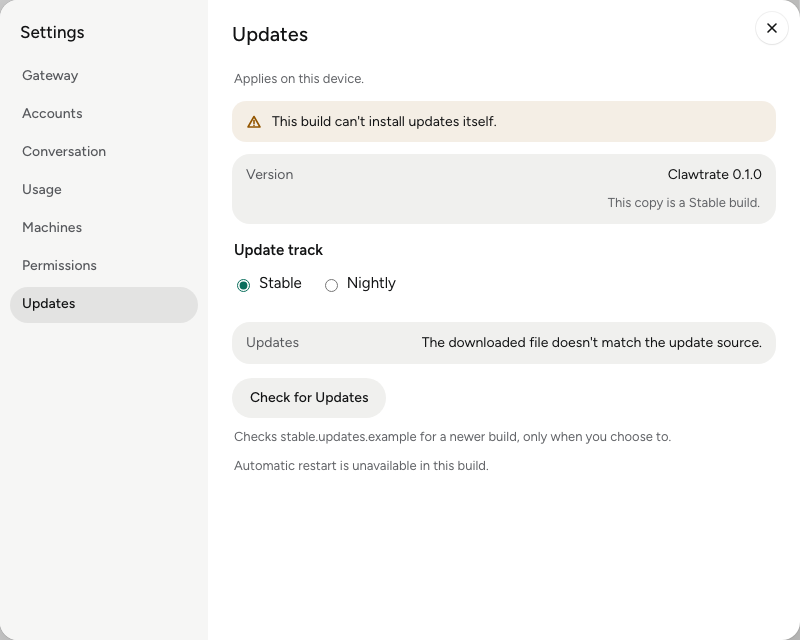 Settings
Gateway
Accounts
Conversation
Usage
Machines
Permissions
Updates
Updates
Applies on this device.
This build can't install updates itself.
Version
Clawtrate 0.1.0
This copy is a Stable build.
Update track
Stable
Nightly
Updates
The downloaded file doesn't match the update source.
Check for Updates
Checks stable.updates.example for a newer build, only when you choose to.
Automatic restart is unavailable in this build.